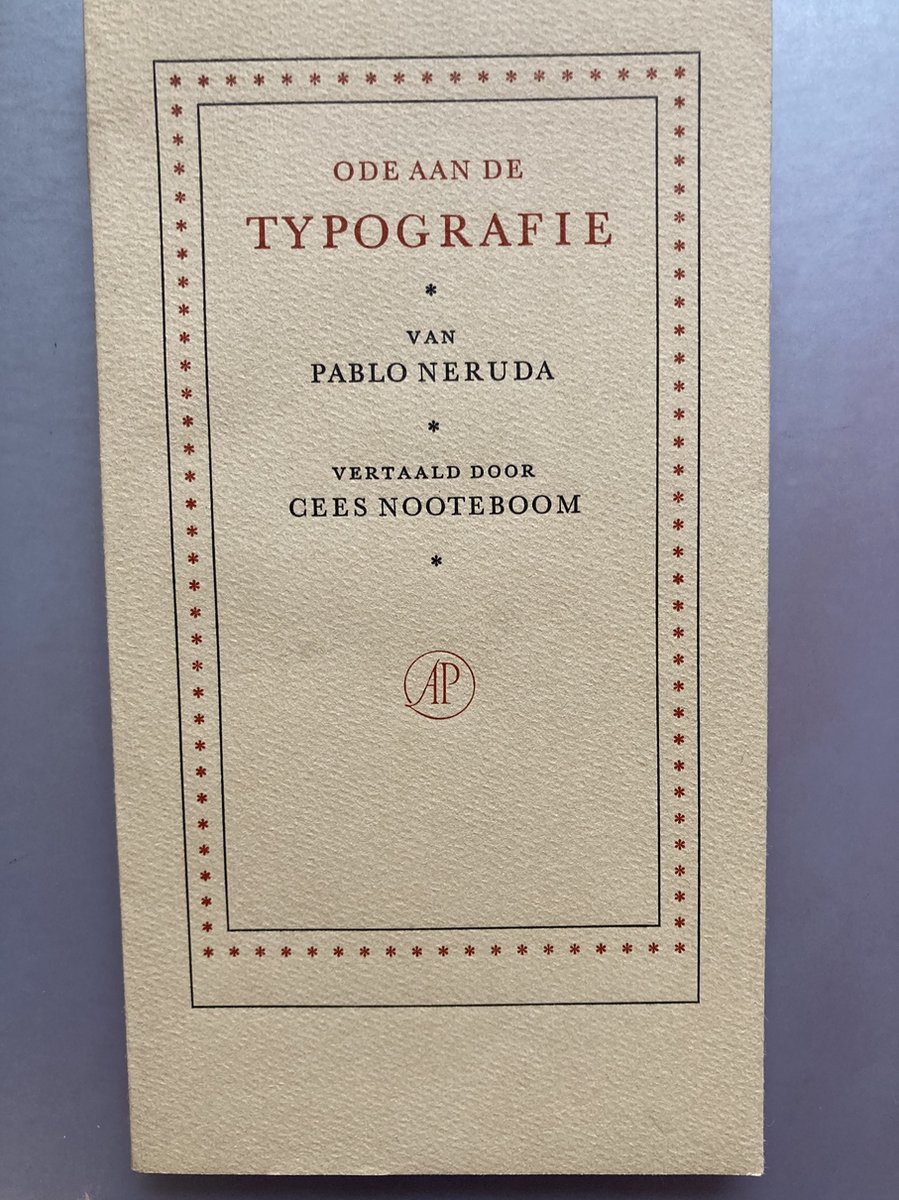 ODE AAN DE
TYPOGRAFIE
*
VAN
PABLO NERUDA
*
VERTAALD DOOR
CEES NOOTEBOOM
*
AP